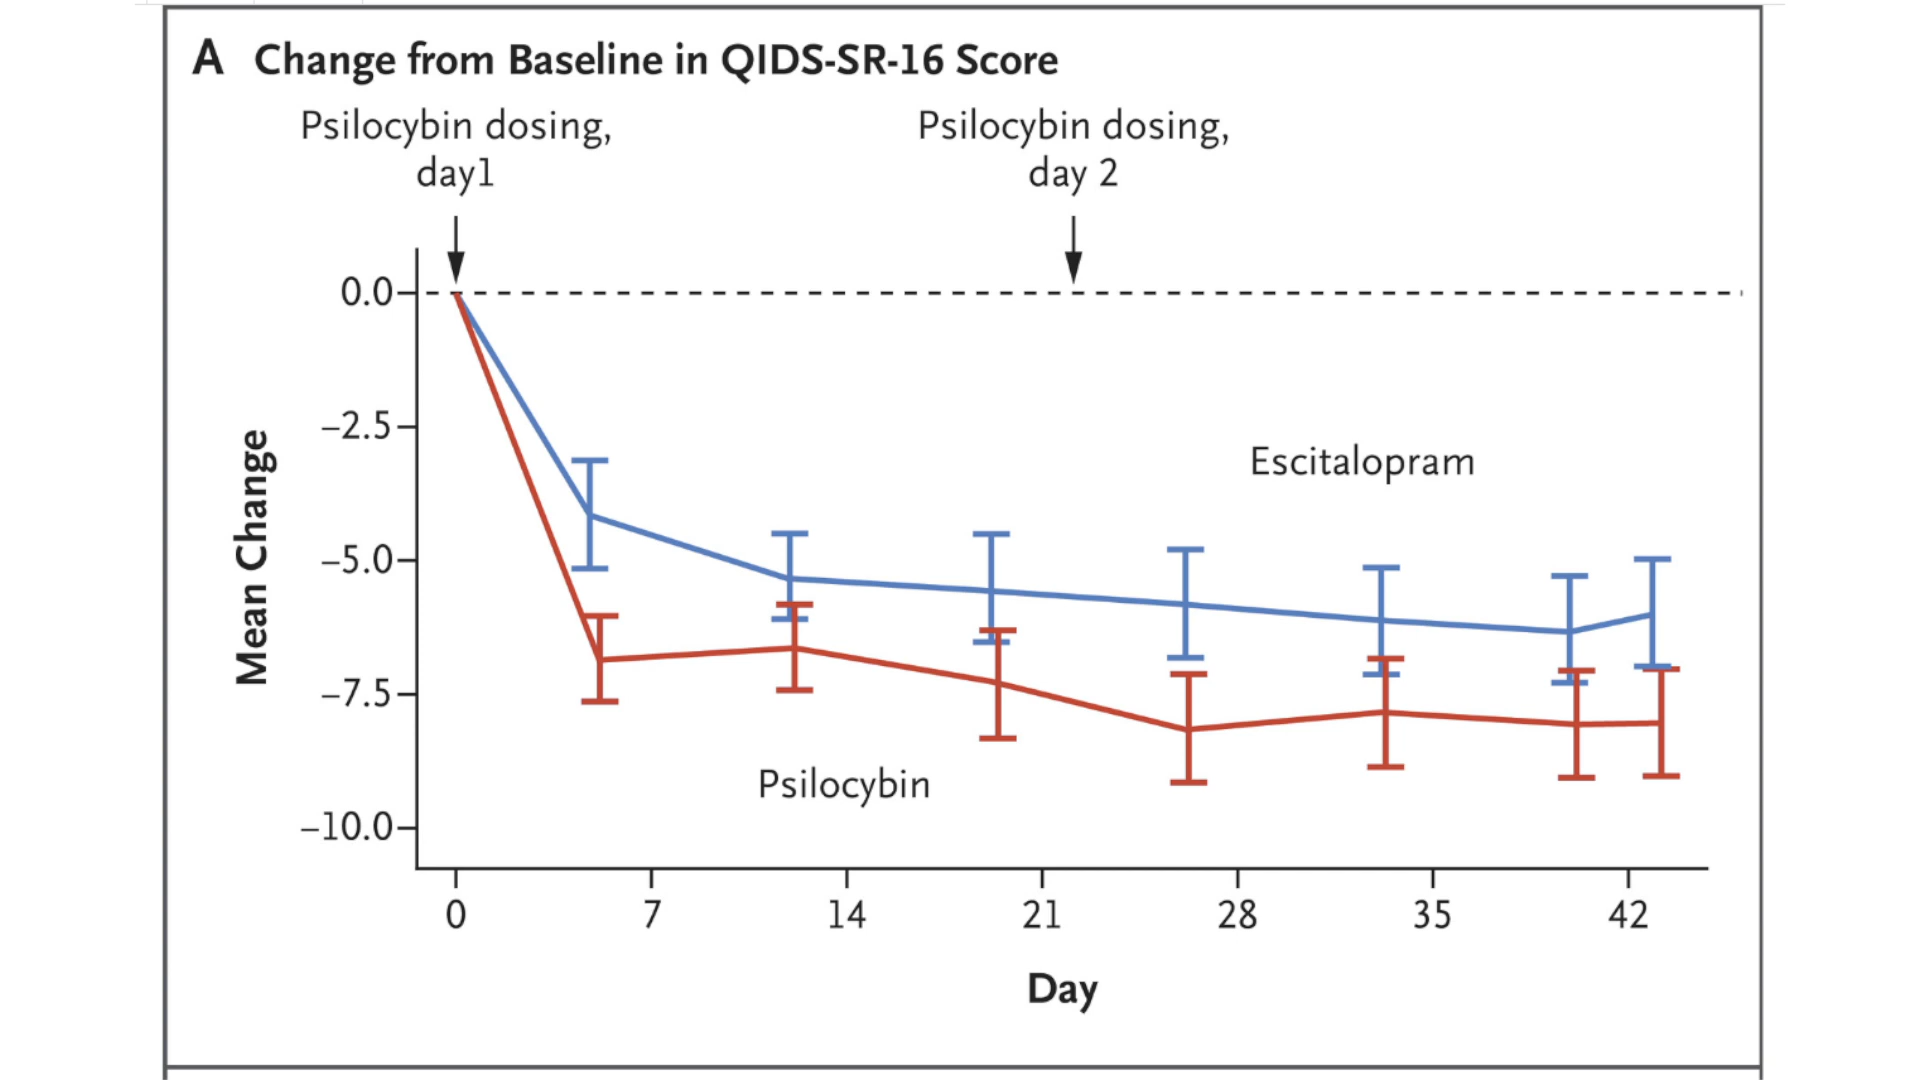 A Change from Baseline in QIDS-SR-16 Score
Psilocybin dosing,
day1
Psilocybin dosing,
day 2
Mean Change
0.0
−2.5
−5.0
−7.5
−10.0
Escitalopram
Psilocybin
0 7 14 21 28 35 42
Day